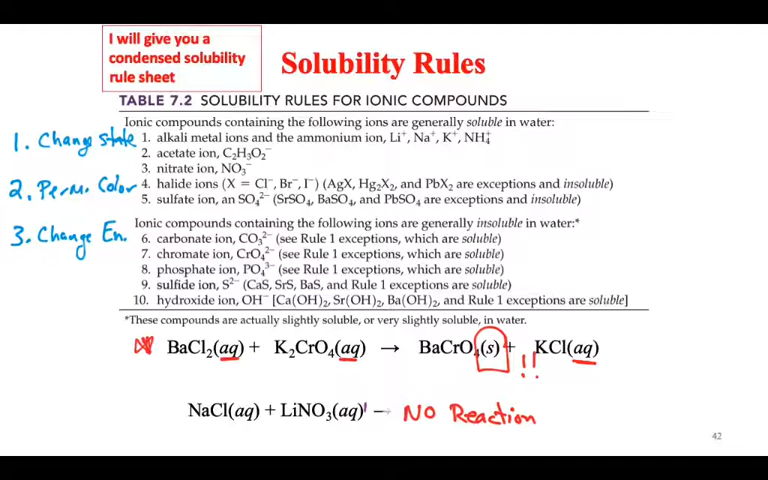 I will give you a
condensed solubility
rule sheet
Solubility Rules
TABLE 7.2 SOLUBILITY RULES FOR IONIC COMPOUNDS
Ionic compounds containing the following ions are generally soluble in water:
1. Change state
1. alkali metal ions and the ammonium ion, Li⁺, Na⁺, K⁺, NH₄⁺
2. acetate ion, C₂H₃O₂⁻
3. nitrate ion, NO₃⁻
2. Perm. Color
4. halide ions (X = Cl⁻, Br⁻, I⁻) (AgX, Hg₂X₂, and PbX₂ are exceptions and insoluble)
5. sulfate ion, an SO₄²⁻ (SrSO₄, BaSO₄, and PbSO₄ are exceptions and insoluble)
Ionic compounds containing the following ions are generally insoluble in water:*
3. Change En.
6. carbonate ion, CO₃²⁻ (see Rule 1 exceptions, which are soluble)
7. chromate ion, CrO₄²⁻ (see Rule 1 exceptions, which are soluble)
8. phosphate ion, PO₄³⁻ (see Rule 1 exceptions, which are soluble)
9. sulfide ion, S²⁻ (CaS, SrS, BaS, and Rule 1 exceptions are soluble)
10. hydroxide ion, OH⁻ [Ca(OH)₂, Sr(OH)₂, Ba(OH)₂, and Rule 1 exceptions are soluble]
*These compounds are actually slightly soluble, or very slightly soluble, in water.
BaCl₂(aq) + K₂CrO₄(aq) → BaCrO₄(s) + KCl(aq)
!!
NaCl(aq) + LiNO₃(aq) → NO Reaction
42